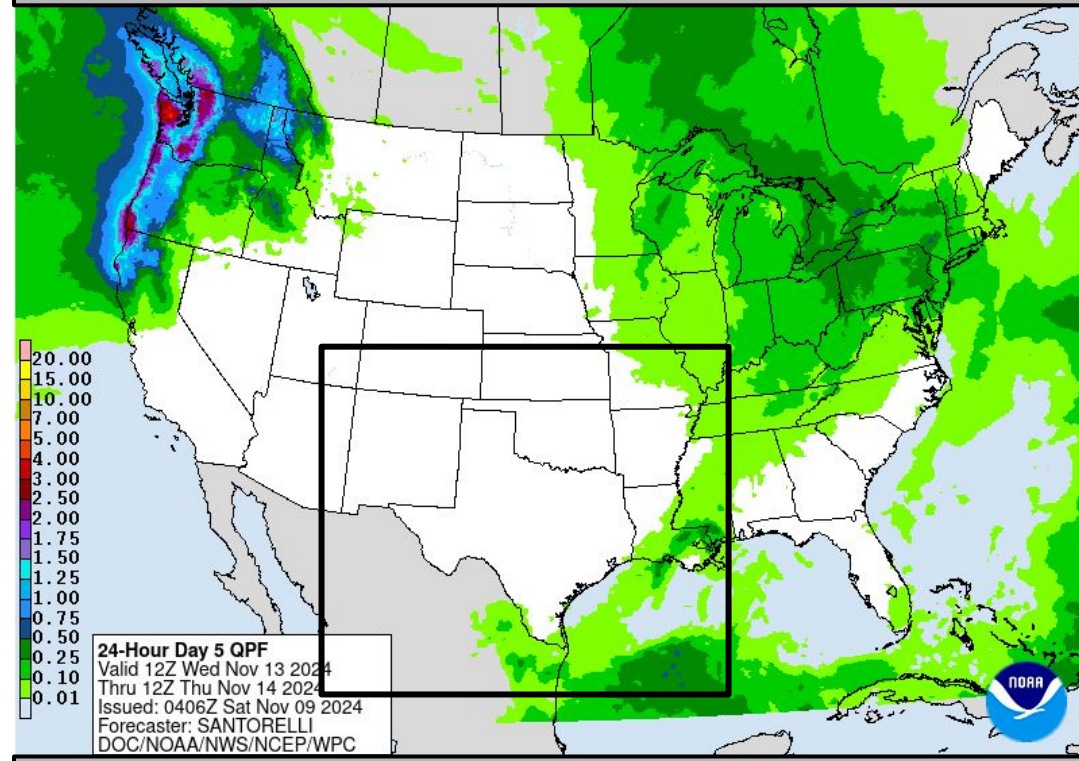 20.00
15.00
10.00
7.00
5.00
4.00
3.00
2.50
2.00
1.75
1.50
1.25
1.00
0.75
0.50
0.25
0.10
0.01
24-Hour Day 5 QPF
Valid 12Z Wed Nov 13 2024
Thru 12Z Thu Nov 14 2024
Issued: 0406Z Sat Nov 09 2024
Forecaster: SANTORELLI
DOC/NOAA/NWS/NCEP/WPC
NOAA